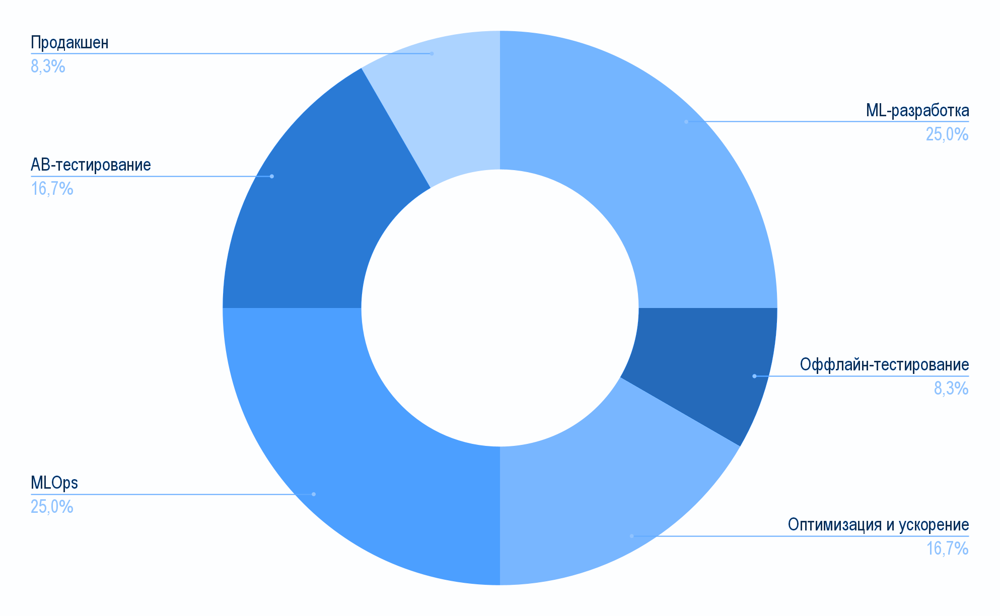 Продакшен
8,3%
ML-разработка
25,0%
АВ-тестирование
16,7%
Оффлайн-тестирование
8,3%
MLOps
25,0%
Оптимизация и ускорение
16,7%